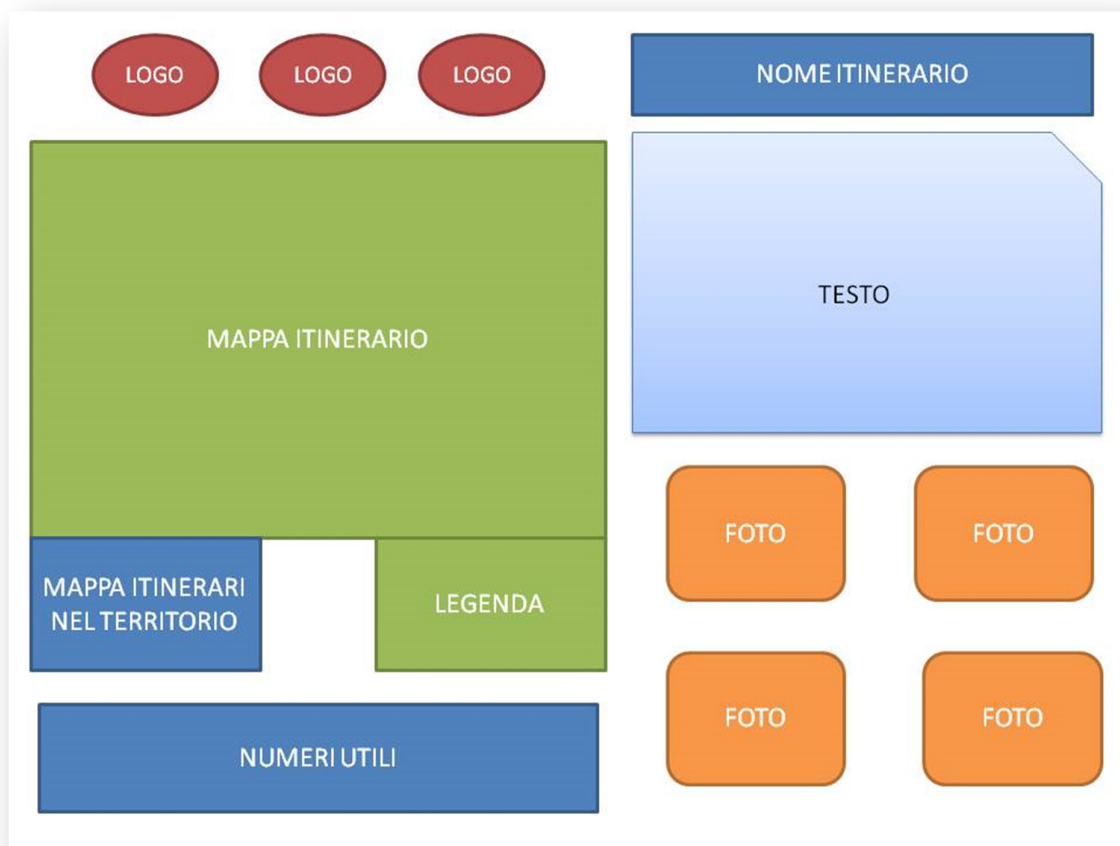 LOGO
LOGO
LOGO
NOME ITINERARIO
MAPPA ITINERARIO
TESTO
MAPPA ITINERARI
NEL TERRITORIO
LEGENDA
FOTO
FOTO
FOTO
FOTO
NUMERI UTILI